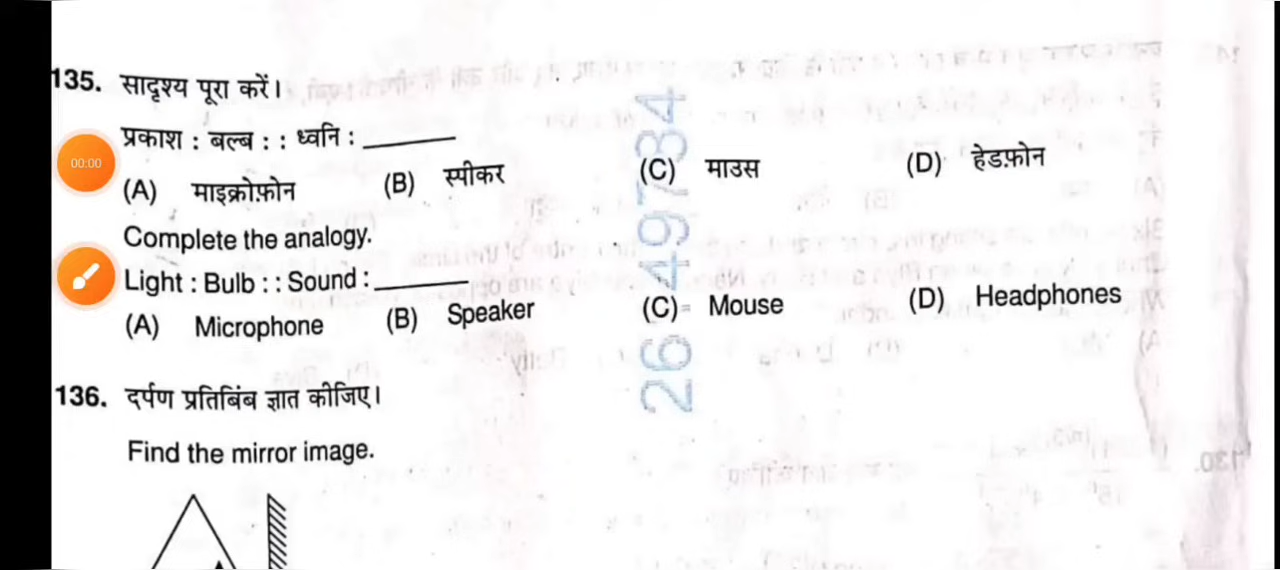 135. सादृश्य पूरा करें।
प्रकाश : बल्ब : : ध्वनि : ______
00:00
(A) माइक्रोफ़ोन (B) स्पीकर (C) माउस (D) हेडफ़ोन
Complete the analogy.
Light : Bulb : : Sound : ______
(A) Microphone (B) Speaker (C) Mouse (D) Headphones
2649734
136. दर्पण प्रतिबिंब ज्ञात कीजिए।
Find the mirror image.